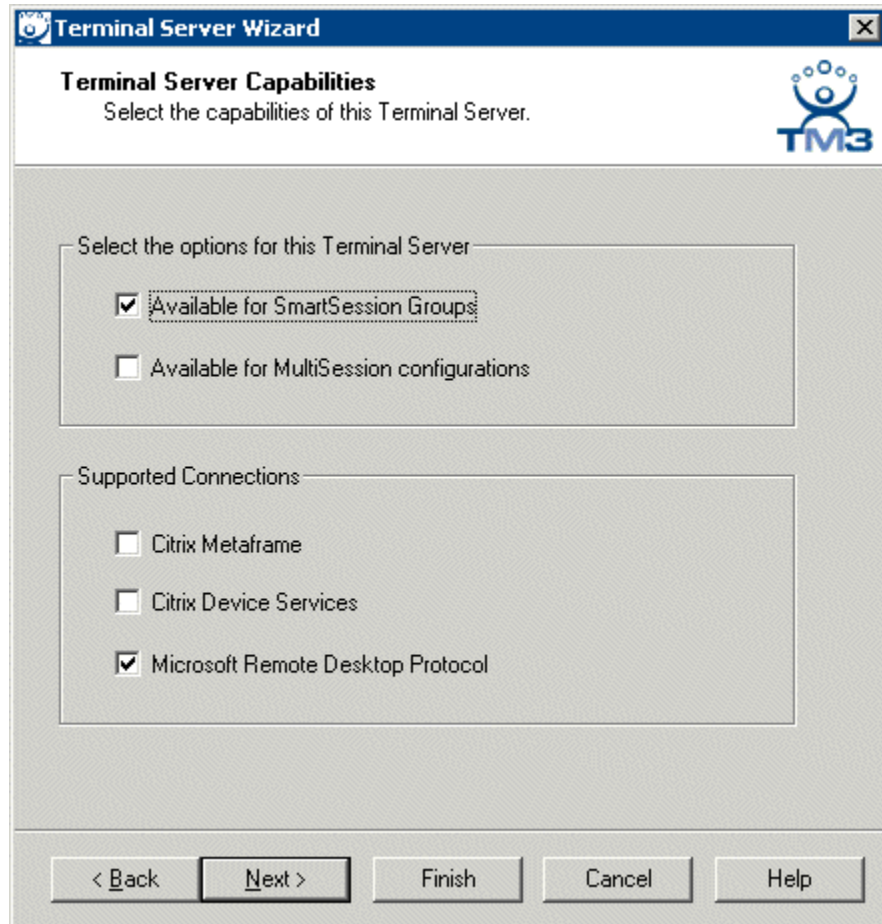 Terminal Server Wizard
Terminal Server Capabilities
Select the capabilities of this Terminal Server.
TM3
Select the options for this Terminal Server
Available for SmartSession Groups
Available for MultiSession configurations
Supported Connections
Citrix Metaframe
Citrix Device Services
Microsoft Remote Desktop Protocol
< Back Next > Finish Cancel Help